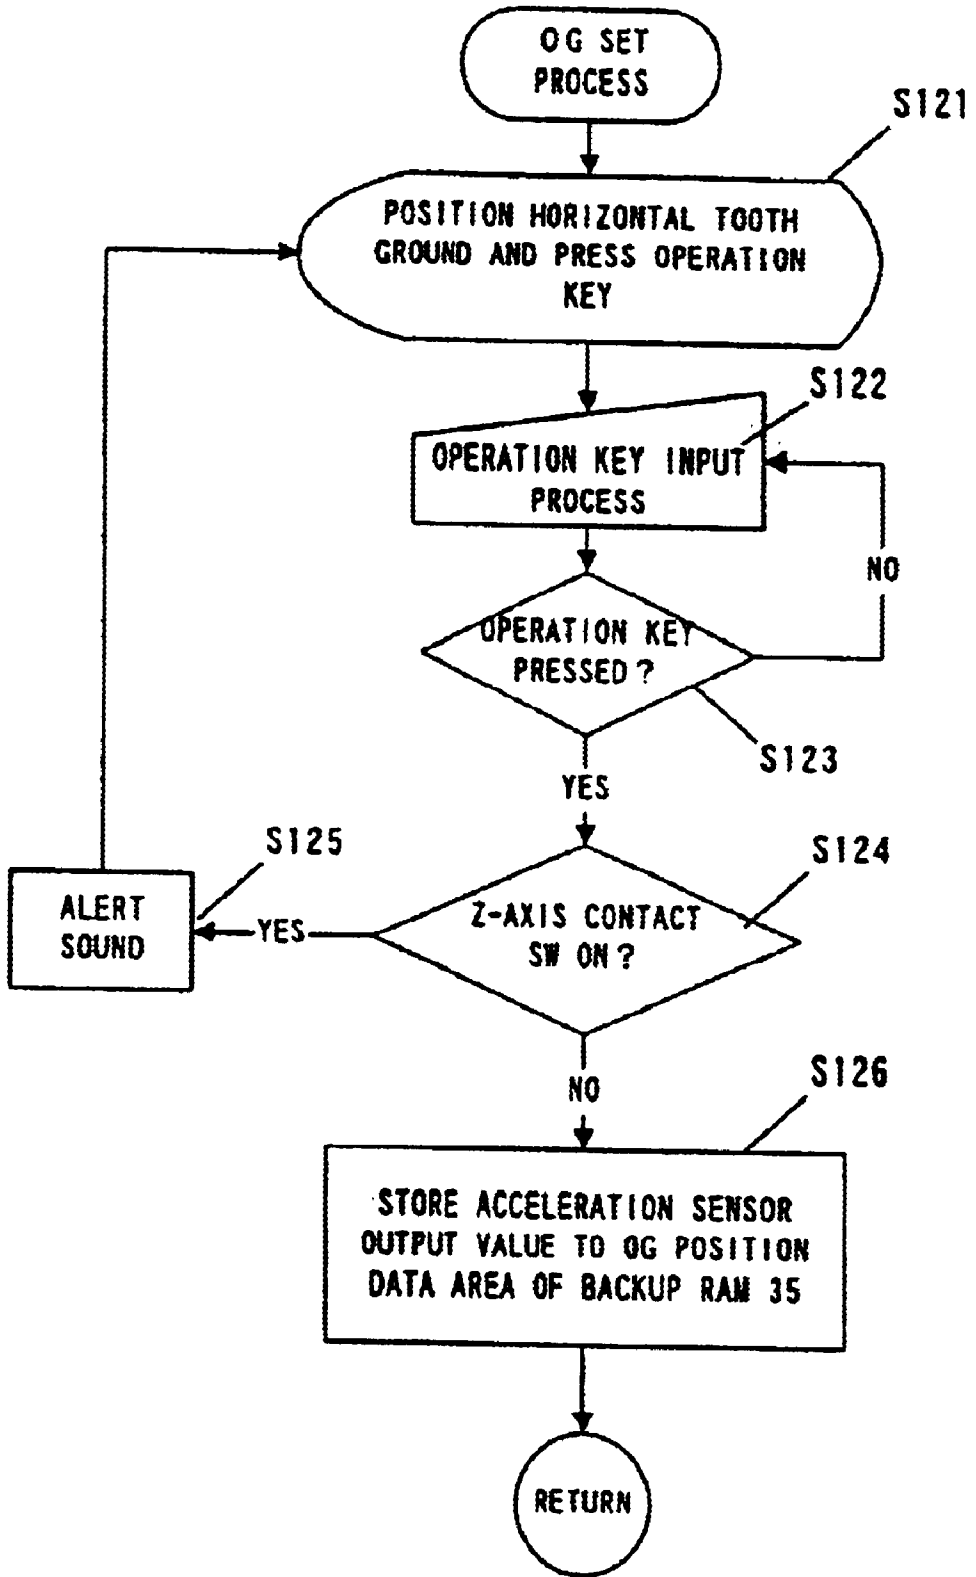 0G SET
PROCESS
S121
POSITION HORIZONTAL TOOTH
GROUND AND PRESS OPERATION
KEY
S122
OPERATION KEY INPUT
PROCESS
NO
OPERATION KEY
PRESSED?
S123
YES
S125
S124
ALERT
SOUND
YES
Z-AXIS CONTACT
SW ON?
NO
S126
STORE ACCELERATION SENSOR
OUTPUT VALUE TO 0G POSITION
DATA AREA OF BACKUP RAM 35
RETURN